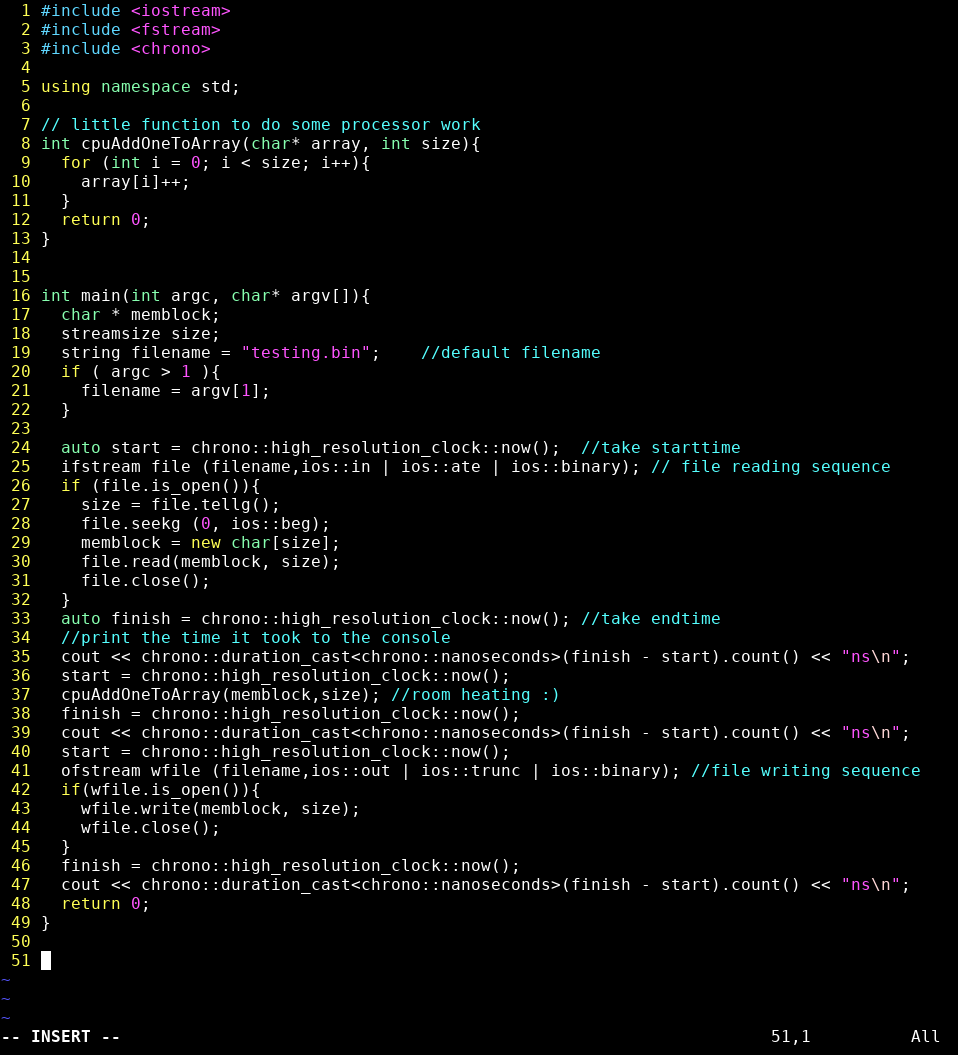 1 #include <iostream>
  2 #include <fstream>
  3 #include <chrono>
  4
  5 using namespace std;
  6
  7 // little function to do some processor work
  8 int cpuAddOneToArray(char* array, int size){
  9   for (int i = 0; i < size; i++){
 10     array[i]++;
 11   }
 12   return 0;
 13 }
 14
 15
 16 int main(int argc, char* argv[]){
 17   char * memblock;
 18   streamsize size;
 19   string filename = "testing.bin";    //default filename
 20   if ( argc > 1 ){
 21     filename = argv[1];
 22   }
 23
 24   auto start = chrono::high_resolution_clock::now();  //take starttime
 25   ifstream file (filename,ios::in | ios::ate | ios::binary); // file reading sequence
 26   if (file.is_open()){
 27     size = file.tellg();
 28     file.seekg (0, ios::beg);
 29     memblock = new char[size];
 30     file.read(memblock, size);
 31     file.close();
 32   }
 33   auto finish = chrono::high_resolution_clock::now(); //take endtime
 34   //print the time it took to the console
 35   cout << chrono::duration_cast<chrono::nanoseconds>(finish - start).count() << "ns\n";
 36   start = chrono::high_resolution_clock::now();
 37   cpuAddOneToArray(memblock,size); //room heating :)
 38   finish = chrono::high_resolution_clock::now();
 39   cout << chrono::duration_cast<chrono::nanoseconds>(finish - start).count() << "ns\n";
 40   start = chrono::high_resolution_clock::now();
 41   ofstream wfile (filename,ios::out | ios::trunc | ios::binary); //file writing sequence
 42   if(wfile.is_open()){
 43     wfile.write(memblock, size);
 44     wfile.close();
 45   }
 46   finish = chrono::high_resolution_clock::now();
 47   cout << chrono::duration_cast<chrono::nanoseconds>(finish - start).count() << "ns\n";
 48   return 0;
 49 }
 50
 51
~
~
~
-- INSERT --                                                                 51,1          All